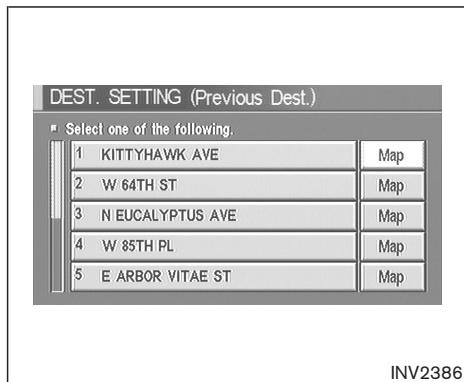 DEST. SETTING (Previous Dest.)
Select one of the following.
1 KITTYHAWK AVE Map
2 W 64TH ST Map
3 N EUCALYPTUS AVE Map
4 W 85TH PL Map
5 E ARBOR VITAE ST Map
INV2386